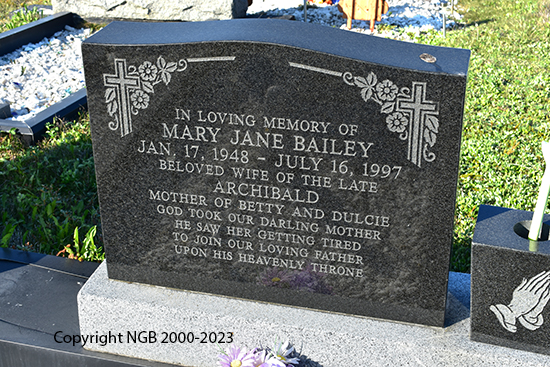 IN LOVING MEMORY OF
MARY JANE BAILEY
JAN. 17, 1948 - JULY 16, 1997
BELOVED WIFE OF THE LATE
ARCHIBALD
MOTHER OF BETTY AND DULCIE
GOD TOOK OUR DARLING MOTHER
HE SAW HER GETTING TIRED
TO JOIN OUR LOVING FATHER
UPON HIS HEAVENLY THRONE
Copyright NGB 2000-2023